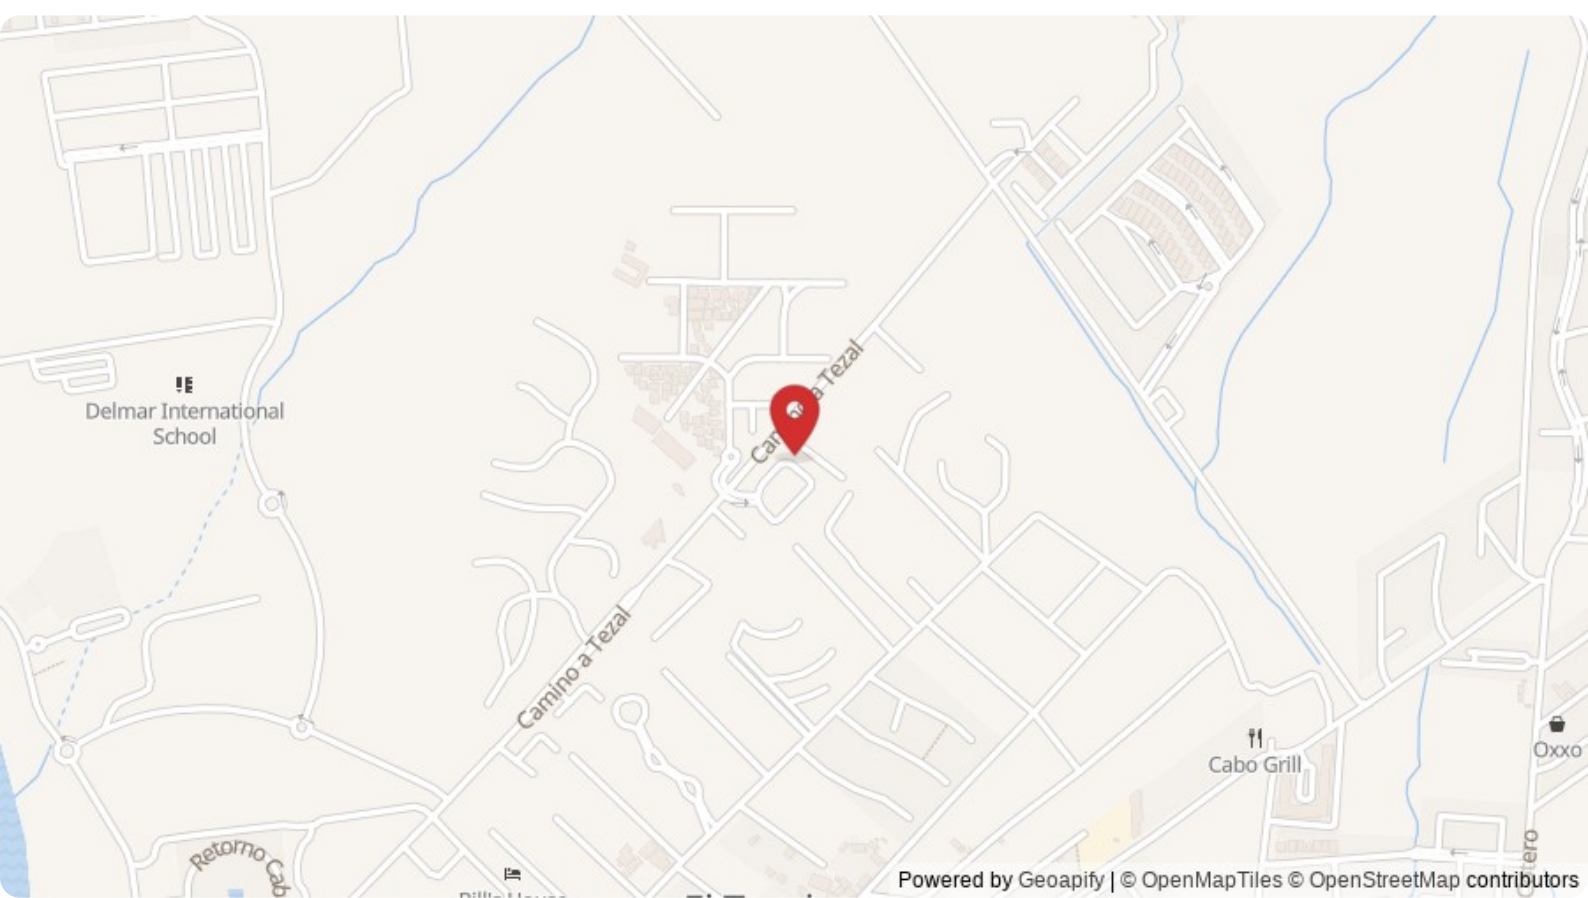 Camino a Tezal
Delmar International
School
Camino a Tezal
Cabo Grill
Oxxo
Retorno Cab
Powered by Geoapify | © OpenMapTiles © OpenStreetMap contributors